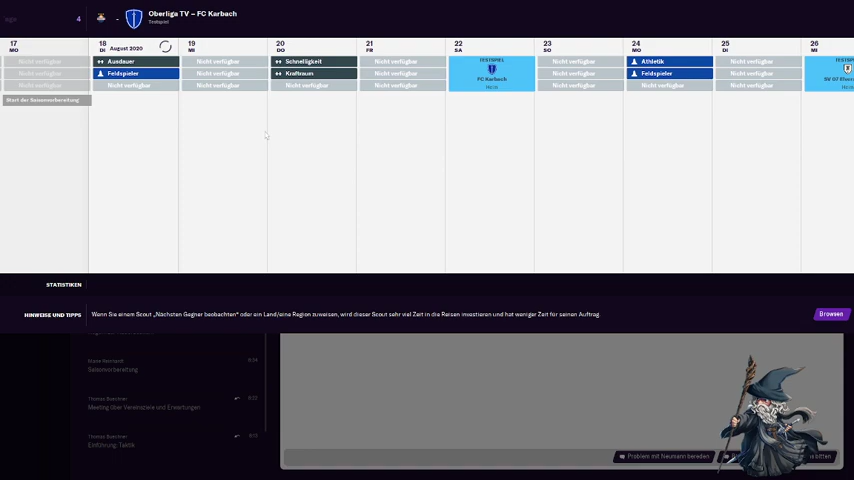 4
Oberliga TV – FC Karbach
Testspiel
17
MO
18
DI August 2020
19
MI
20
DO
21
FR
22
SA
23
SO
24
MO
25
DI
26
MI
Nicht verfügbar
Nicht verfügbar
Nicht verfügbar
Start der Saisonvorbereitung
Ausdauer
Feldspieler
Nicht verfügbar
Nicht verfügbar
Nicht verfügbar
Nicht verfügbar
Schnelligkeit
Kraftraum
Nicht verfügbar
Nicht verfügbar
Nicht verfügbar
Nicht verfügbar
TESTSPIEL
FC Karbach
Heim
Nicht verfügbar
Nicht verfügbar
Nicht verfügbar
Athletik
Feldspieler
Nicht verfügbar
Nicht verfügbar
Nicht verfügbar
Nicht verfügbar
SV 07
STATISTIKEN
HINWEISE UND TIPPS
Wenn Sie einem Scout „Nächsten Gegner beobachten“ oder ein Land/eine Region zuweisen, wird dieser Scout sehr viel Zeit in die Reisen investieren und hat weniger Zeit für seinen Auftrag.
Browsen
Saisonvorbereitung
Meeting über Vereinsziele und Erwartungen
Einführung: Taktik
Problem mit Neumann bereden
bitten